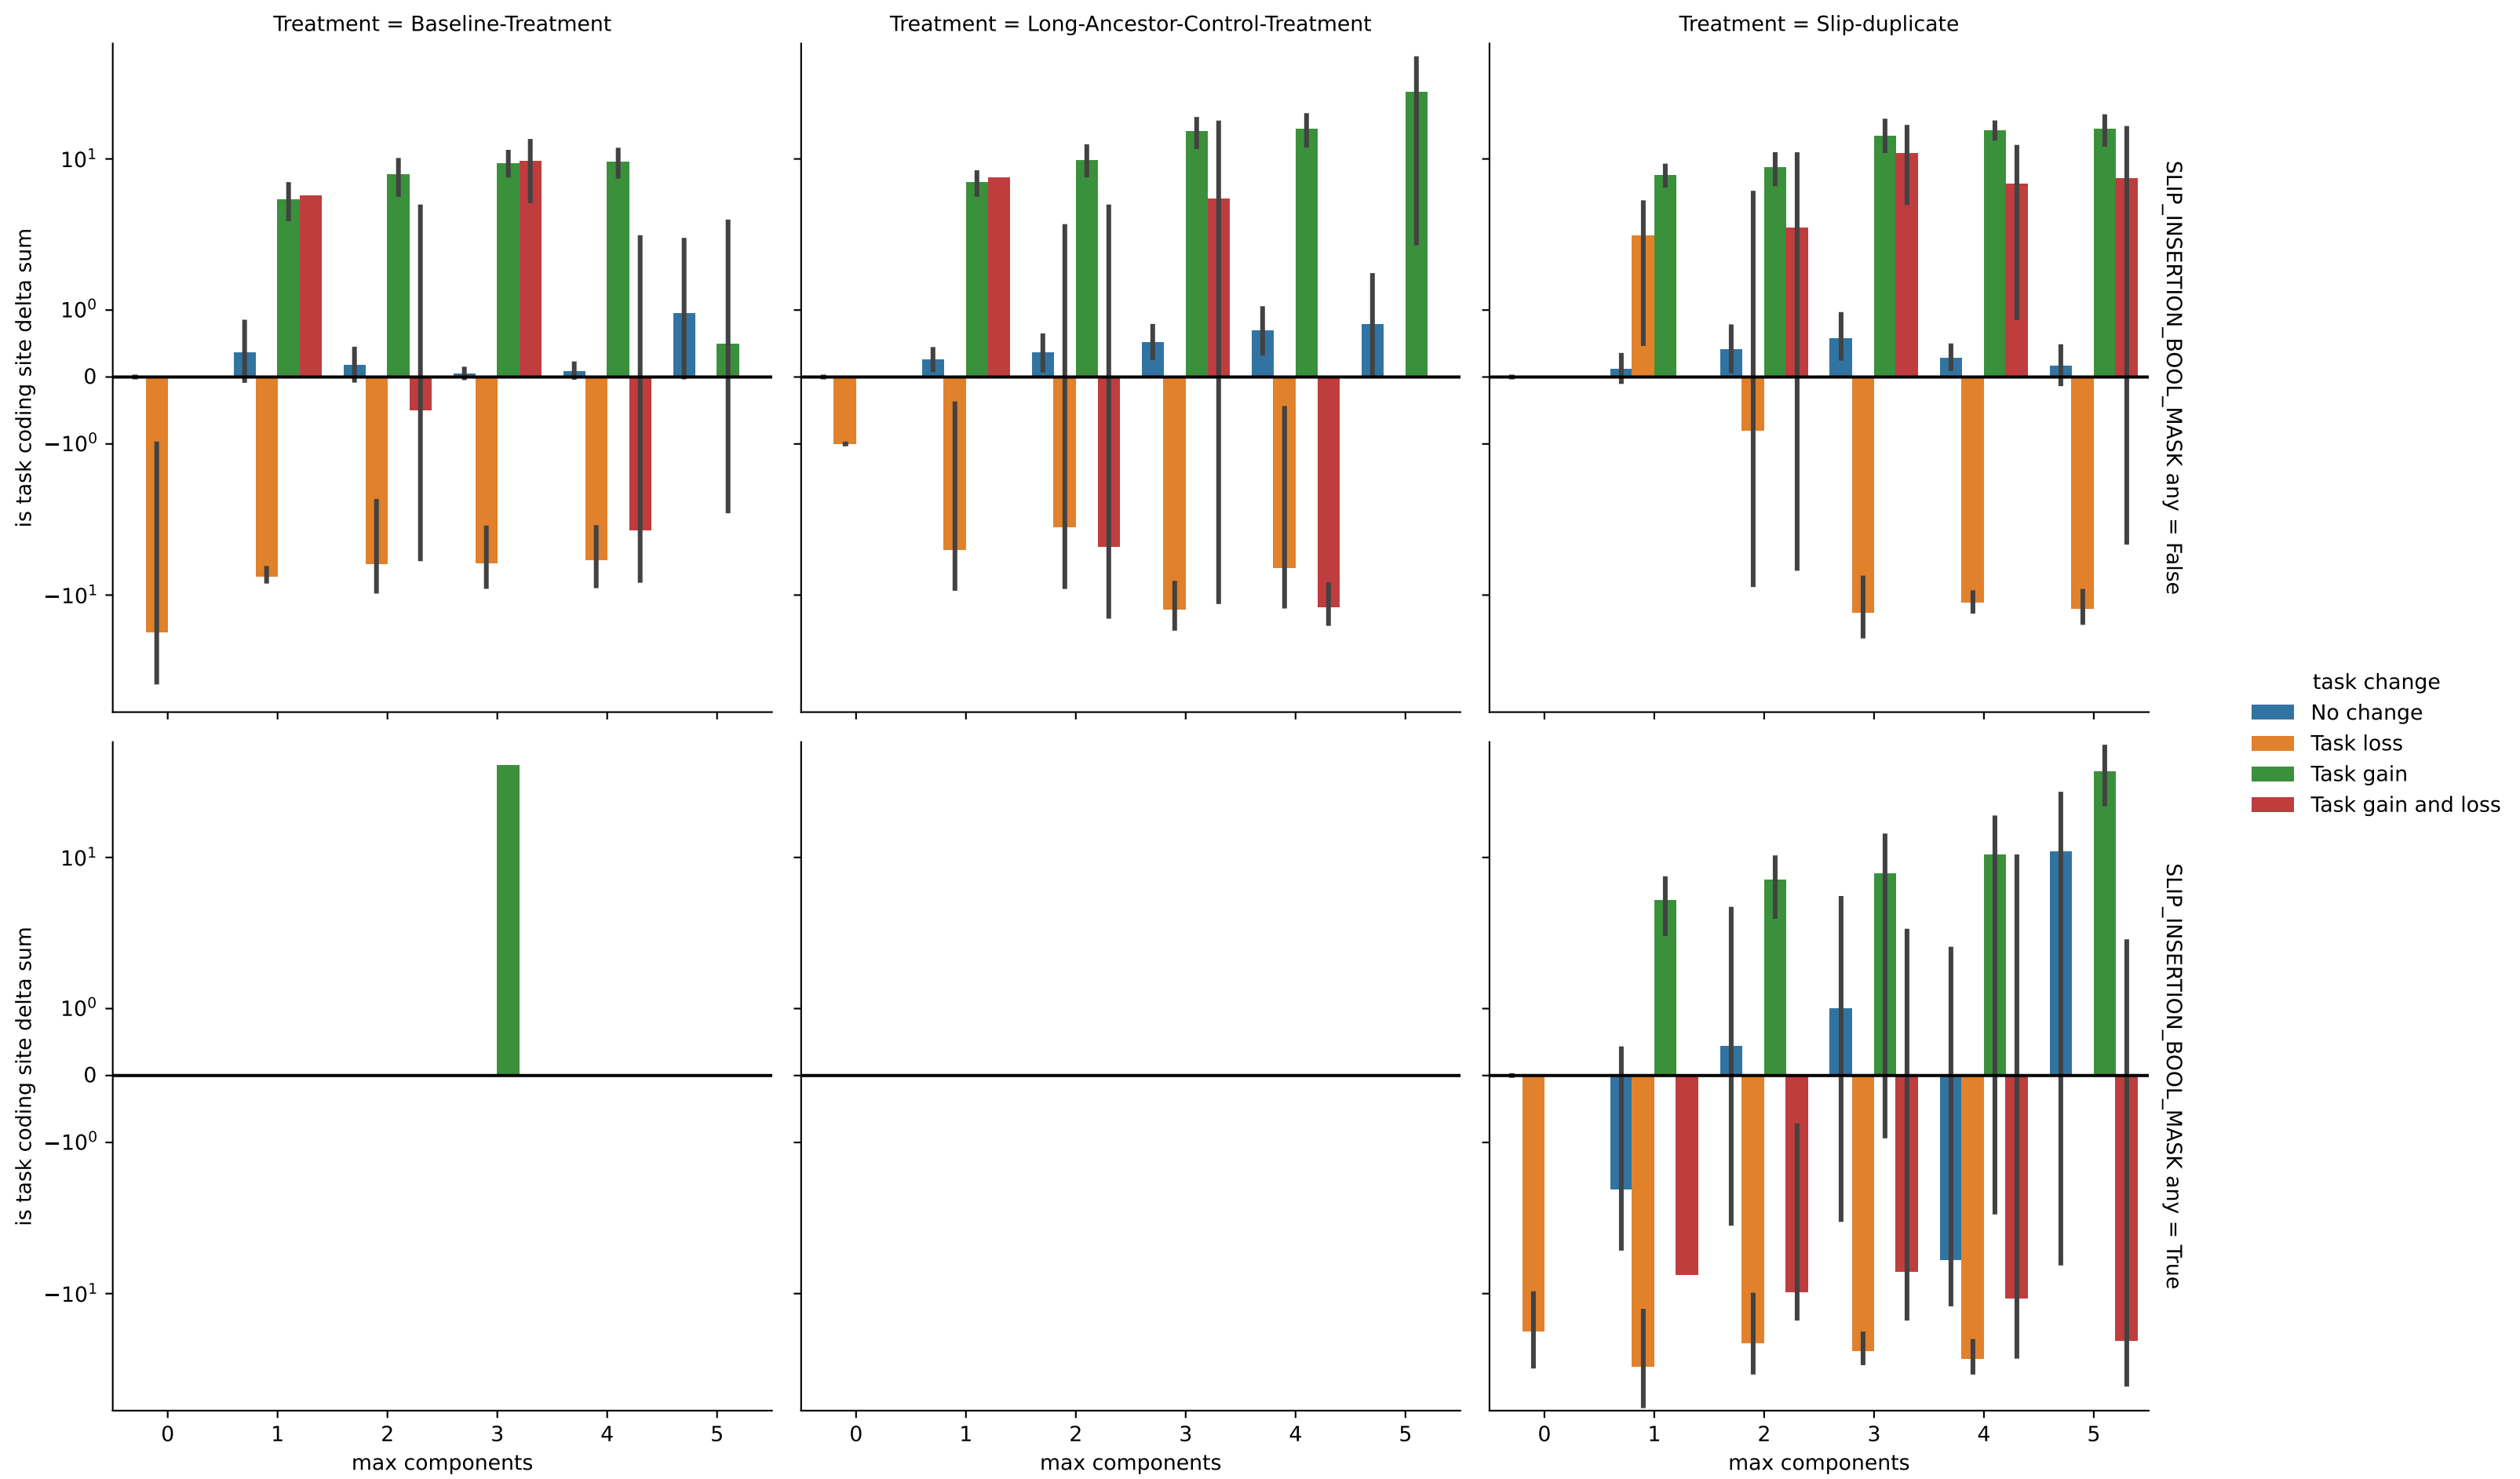 Treatment = Baseline-Treatment
Treatment = Long-Ancestor-Control-Treatment
Treatment = Slip-duplicate
is task coding site delta sum
10¹
10⁰
0
−10⁰
−10¹
SLIP_INSERTION_BOOL_MASK any = False
task change
No change
Task loss
Task gain
Task gain and loss
is task coding site delta sum
10¹
10⁰
0
−10⁰
−10¹
SLIP_INSERTION_BOOL_MASK any = True
0 1 2 3 4 5
0 1 2 3 4 5
0 1 2 3 4 5
max components
max components
max components